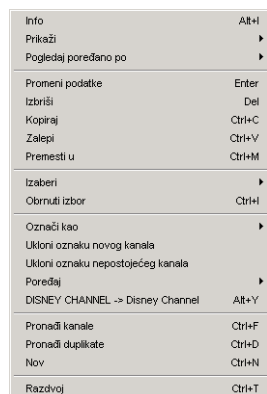 Info Alt+I
Prikaži
Pogledaj poređano po
Promeni podatke Enter
Izbriši Del
Kopiraj Ctrl+C
Zalepi Ctrl+V
Premesti u Ctrl+M
Izaberi
Obrnuti izbor Ctrl+I
Označi kao
Ukloni oznaku novog kanala
Ukloni oznaku nepostojećeg kanala
Poređaj
DISNEY CHANNEL -> Disney Channel Alt+Y
Pronađi kanale Ctrl+F
Pronađi duplikate Ctrl+D
Nov Ctrl+N
Razdvoj Ctrl+T